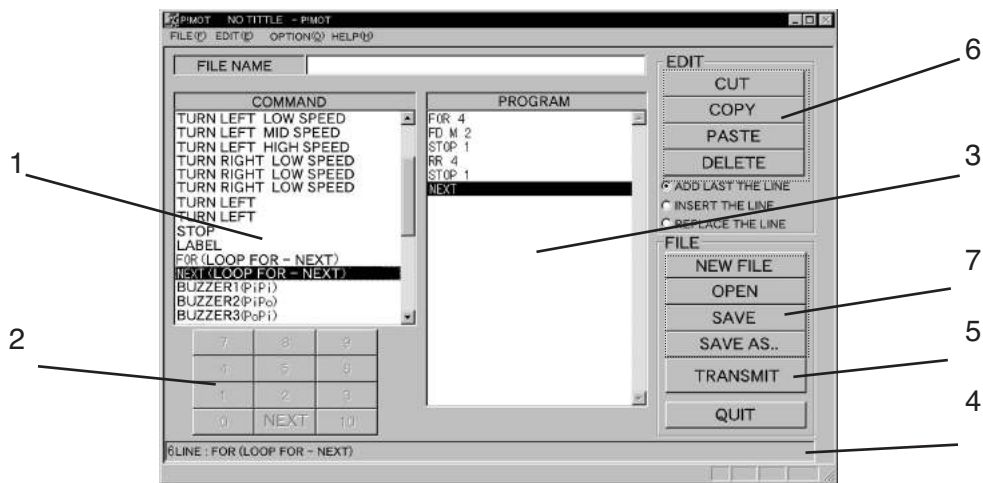 PIMOT NO TITTLE - PIMOT
FILE(F) EDIT(E) OPTION(O) HELP(H)
FILE NAME
COMMAND
TURN LEFT LOW SPEED
TURN LEFT MID SPEED
TURN LEFT HIGH SPEED
TURN RIGHT LOW SPEED
TURN RIGHT LOW SPEED
TURN RIGHT LOW SPEED
TURN LEFT
TURN LEFT
STOP
LABEL
FOR (LOOP FOR - NEXT)
NEXT (LOOP FOR - NEXT)
BUZZER1(PiPi)
BUZZER2(PiPo)
BUZZER3(PoPi)
7 8 9
4 5 6
1 2 3
0 NEXT 10
PROGRAM
FOR 4
FD M 2
STOP 1
RR 4
STOP 1
NEXT
EDIT
CUT
COPY
PASTE
DELETE
ADD LAST THE LINE
INSERT THE LINE
REPLACE THE LINE
FILE
NEW FILE
OPEN
SAVE
SAVE AS..
TRANSMIT
QUIT
6LINE : FOR (LOOP FOR - NEXT)
1
2
6
3
7
5
4